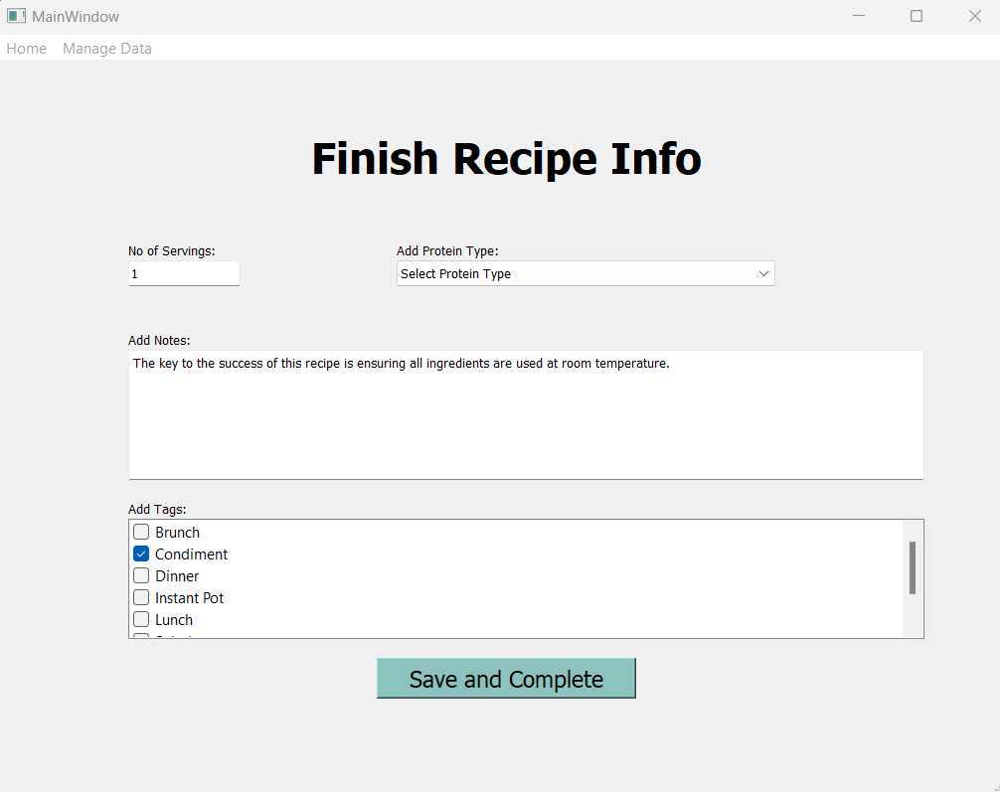 MainWindow
Home Manage Data
Finish Recipe Info
No of Servings: Add Protein Type:
1 Select Protein Type
Add Notes:
The key to the success of this recipe is ensuring all ingredients are used at room temperature.
Add Tags:
Brunch
Condiment
Dinner
Instant Pot
Lunch
Save and Complete